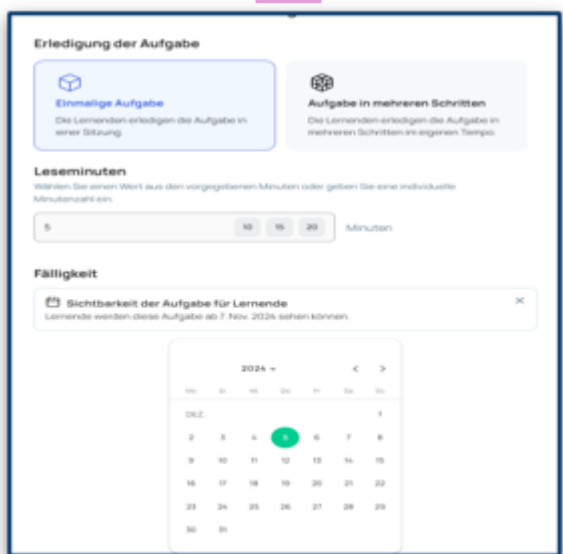 Erledigung der Aufgabe
Einmalige Aufgabe
Die Lernenden erledigen die Aufgabe in
einer Sitzung.
Aufgabe in mehreren Schritten
Die Lernenden erledigen die Aufgabe in
mehreren Schritten im eigenen Tempo.
Leseminuten
Wählen Sie einen Wert aus den vorgegebenen Minuten oder geben Sie eine individuelle
Minutenzahl ein.
5 10 15 20 Minuten
Fälligkeit
Sichtbarkeit der Aufgabe für Lernende
Lernende werden diese Aufgabe ab 7. Nov. 2024 sehen können.
2024
Mo Di Mi Do Fr Sa So
DEZ. 1
2 3 4 5 6 7 8
9 10 11 12 13 14 15
16 17 18 19 20 21 22
23 24 25 26 27 28 29
30 31